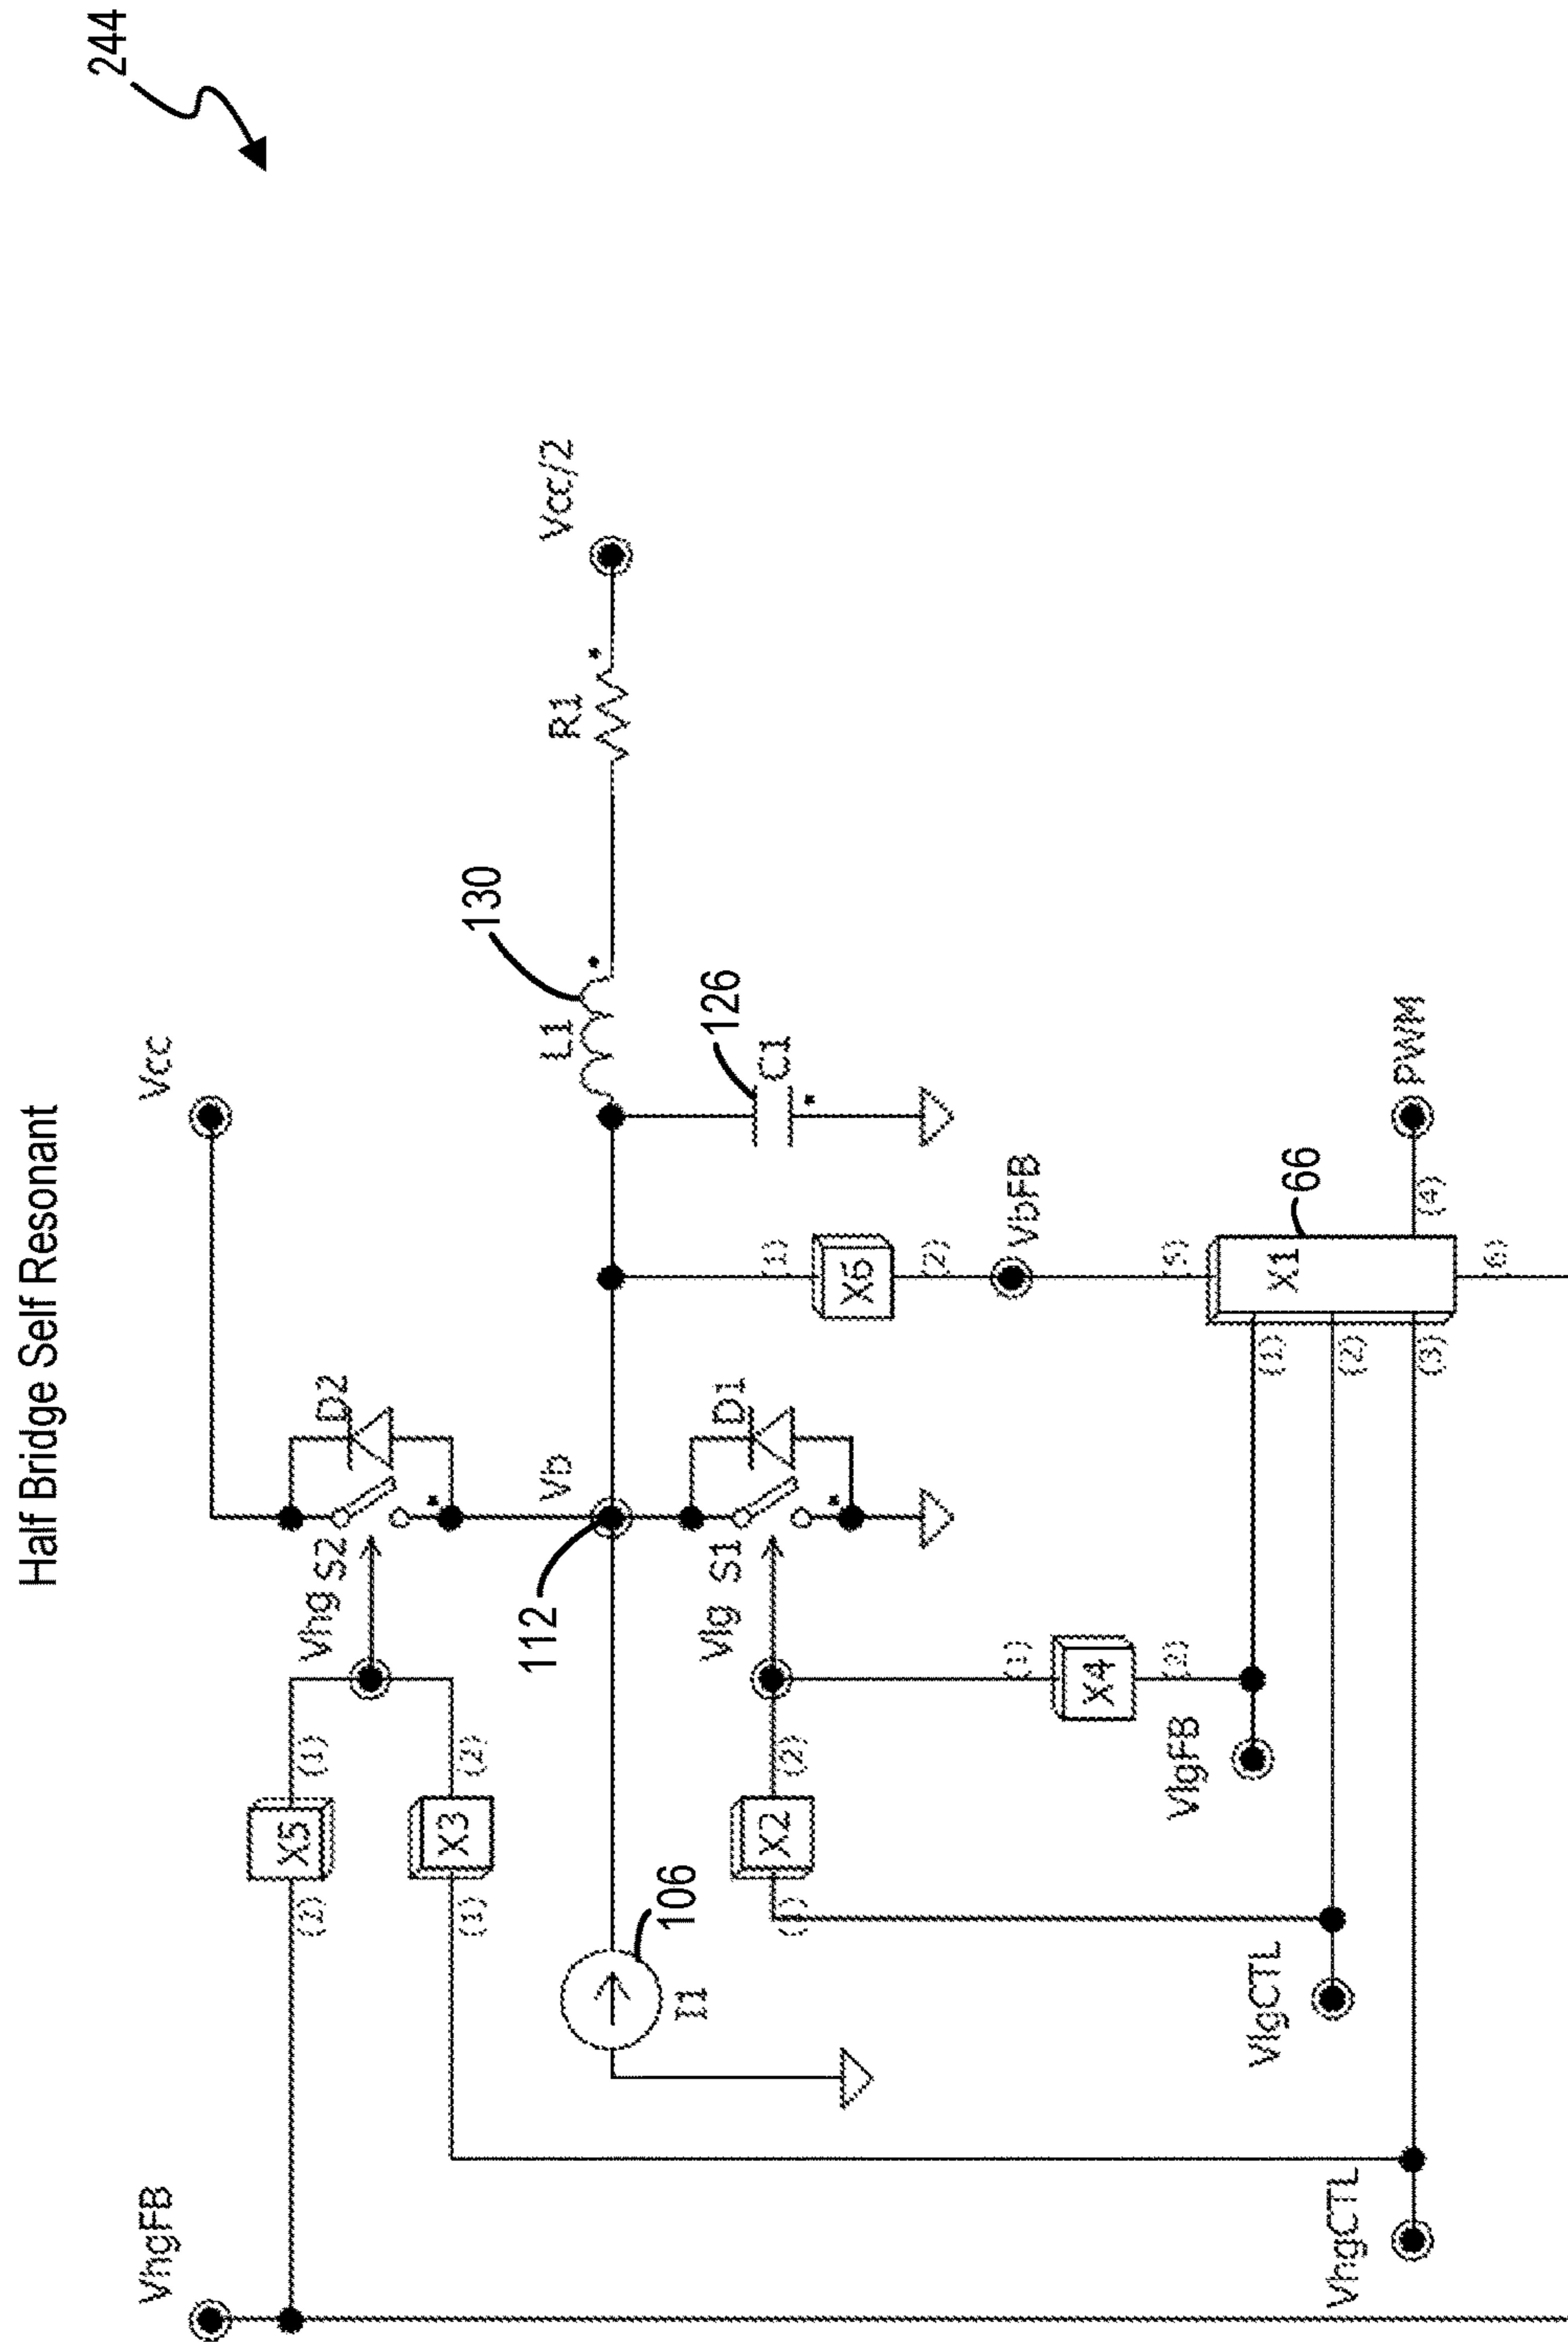 Half Bridge Self Resonant
244
Vcc
VhgFB
X5
(1)
(2)
Vhg
S2
D2
X3
(2)
(1)
Vb
112
130
L1
R1
Vcc/2
106
I1
126
C1
Vlg
S1
D1
X2
(2)
X4
(1)
(2)
X6
(1)
(2)
VbFB
VlgFB
VlgCTL
VhgCTL
66
X1
(1)
(2)
(3)
(4)
(5)
(6)
PWM